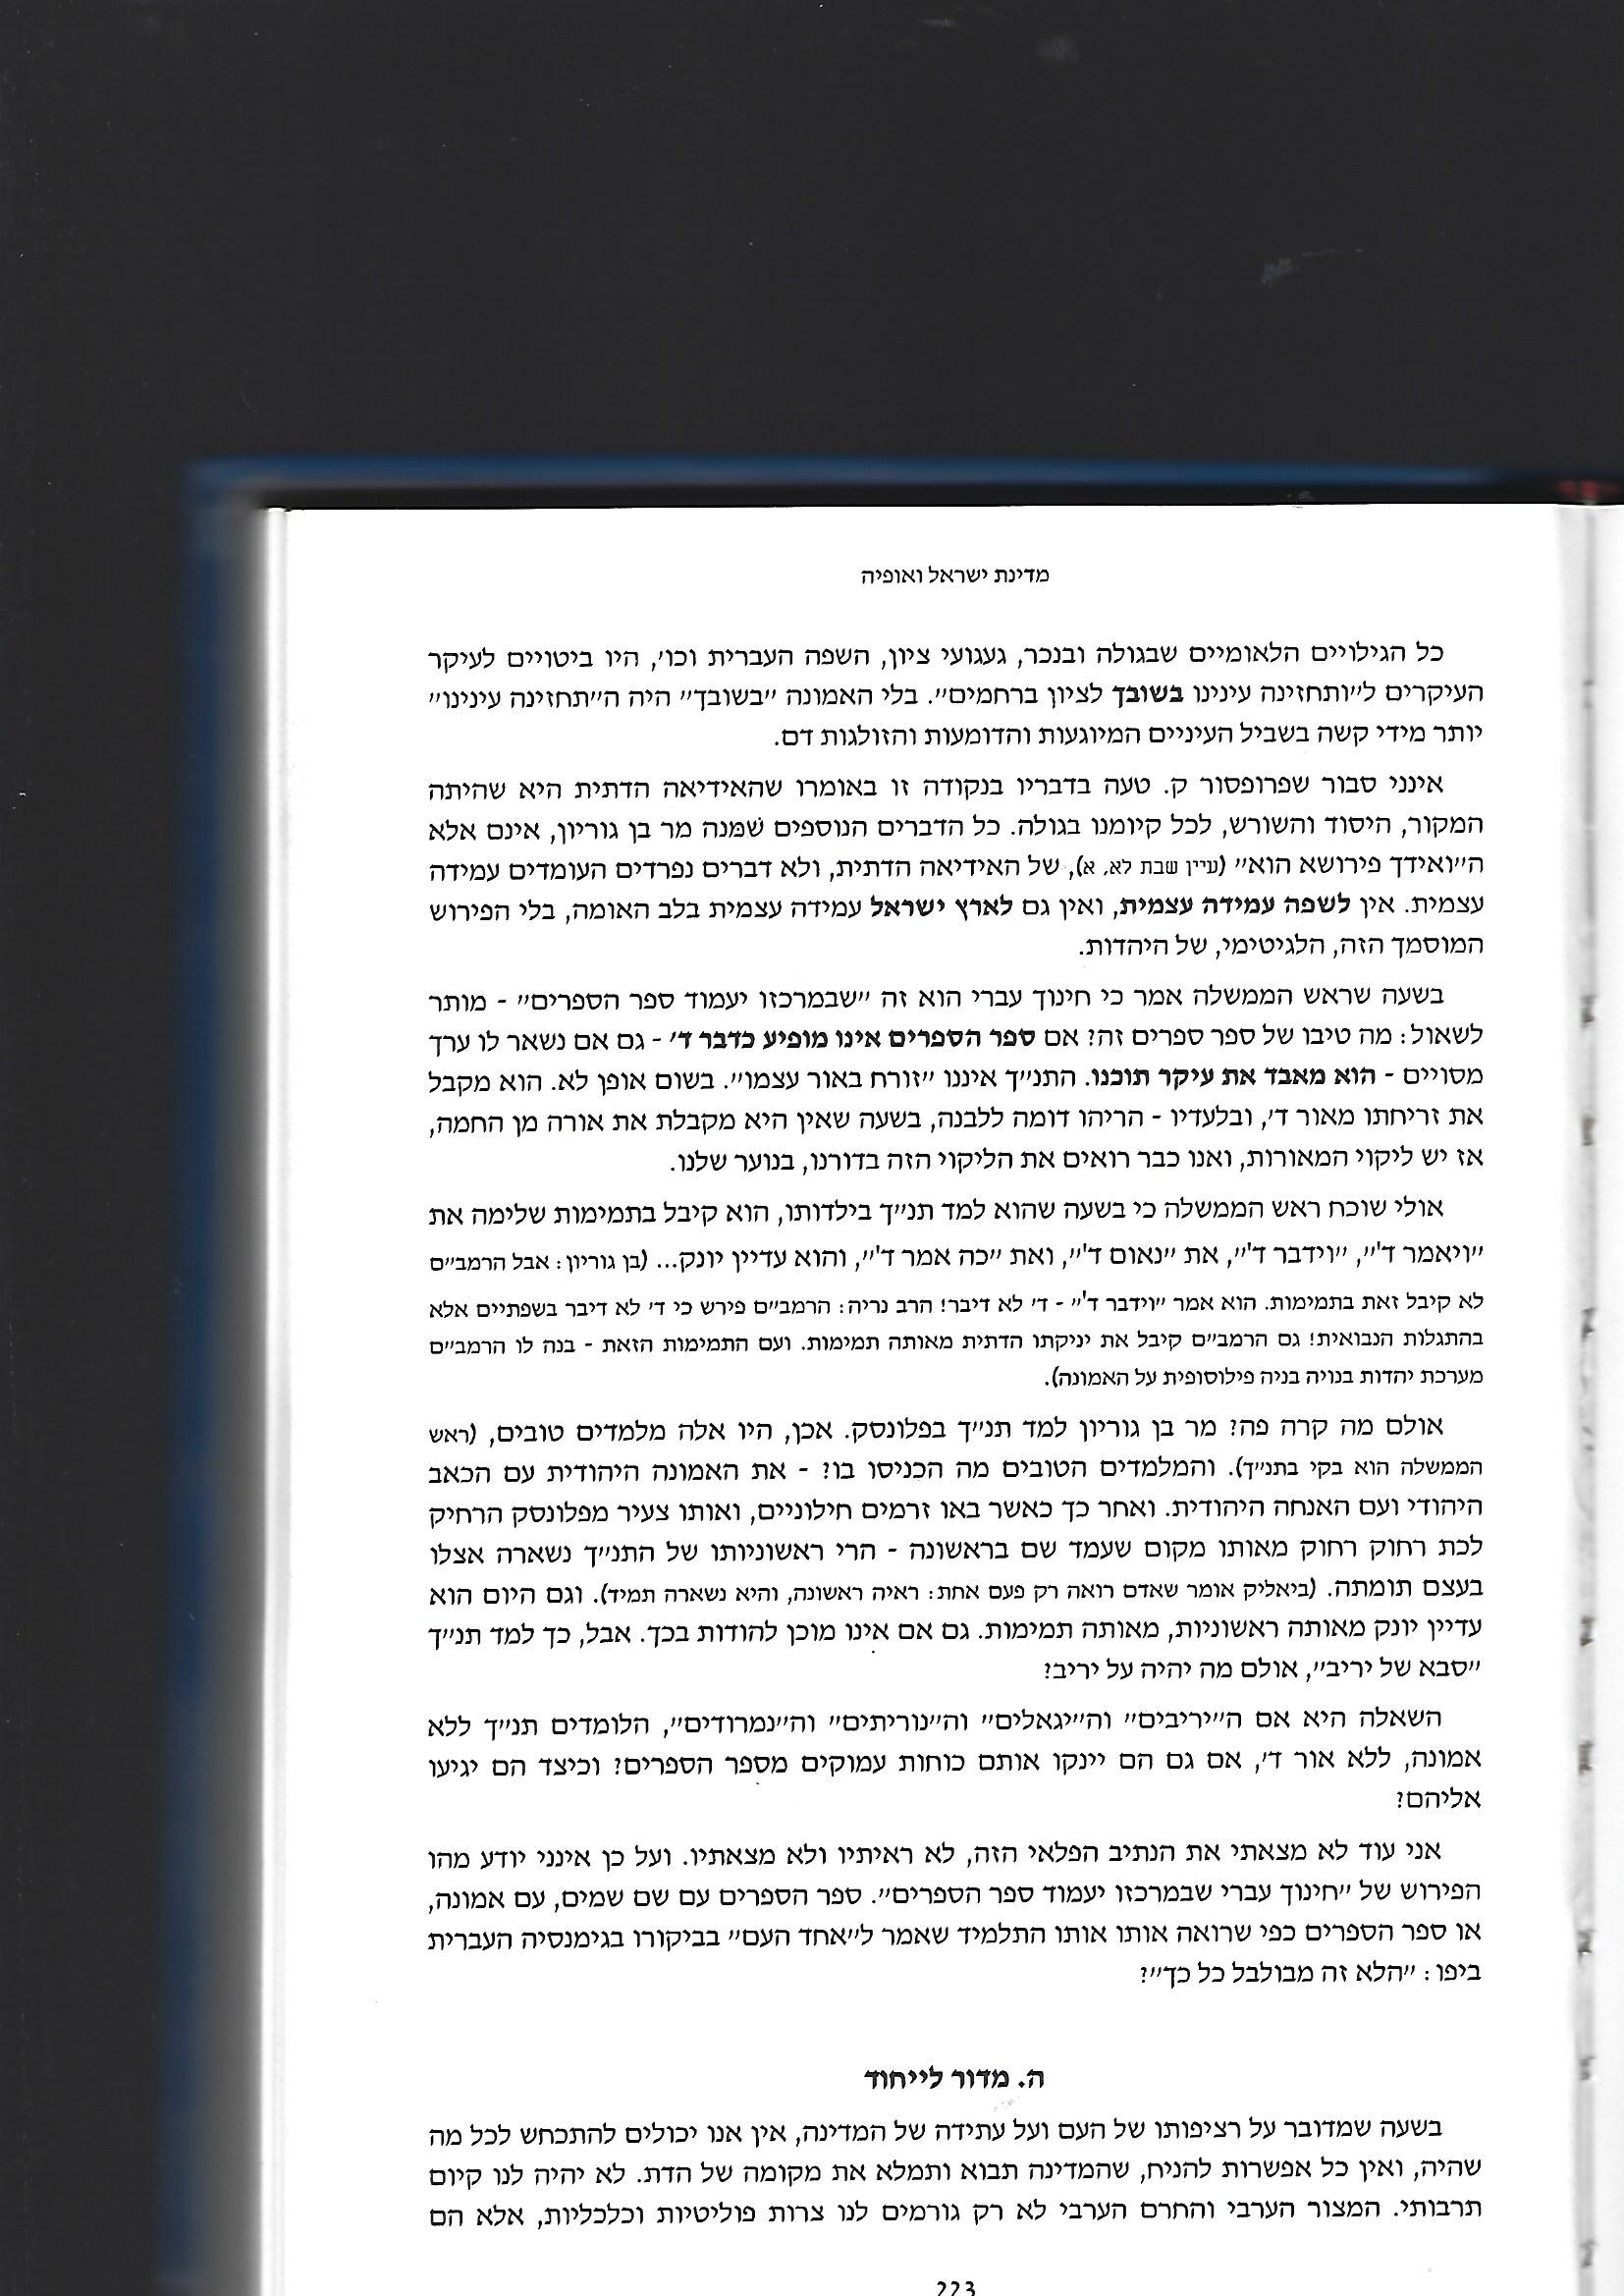 מדינת ישראל ואופיה
כל הגילויים הלאומיים שבגולה ובנכר, געגועי ציון, השפה העברית וכו', היו ביטויים לעיקר
העיקרים ל״ותחזינה עינינו בשובך לציון ברחמים״. בלי האמונה ״בשובך״ היה ה״תחזינה עינינו״
יותר מידי קשה בשביל העיניים המיוגעות והדומעות והזולגות דם.
אינני סבור שפרופסור ק. טעה בדבריו בנקודה זו באומרו שהאידיאה הדתית היא שהיתה
המקור, היסוד והשורש, לכל קיומנו בגולה. כל הדברים הנוספים שמנה מר בן גוריון, אינם אלא
ה״ואידך פירושא הוא״ (עיין שבת לא, א), של האידיאה הדתית, ולא דברים נפרדים העומדים עמידה
עצמית. אין לשפה עמידה עצמית, ואין גם לארץ ישראל עמידה עצמית בלב האומה, בלי הפירוש
המוסמך הזה, הלגיטימי, של היהדות.
בשעה שראש הממשלה אמר כי חינוך עברי הוא זה ״שבמרכזו יעמוד ספר הספרים״ - מותר
לשאול: מה טיבו של ספר ספרים זה? אם ספר הספרים אינו מופיע כדבר ד׳ - גם אם נשאר לו ערך
מסויים - הוא מאבד את עיקר תוכנו. התנ״ך איננו ״זורח באור עצמו״. בשום אופן לא. הוא מקבל
את זריחתו מאור ד׳, ובלעדיו - הריהו דומה ללבנה, בשעה שאין היא מקבלת את אורה מן החמה,
אז יש ליקוי המאורות, ואנו כבר רואים את הליקוי הזה בדורנו, בנוער שלנו.
אולי שוכח ראש הממשלה כי בשעה שהוא למד תנ״ך בילדותו, הוא קיבל בתמימות שלימה את
״ויאמר ד'״, ״וידבר ד'״, את ״נאום ד'״, ואת ״כה אמר ד'״, והוא עדיין יונק... (בן גוריון: אבל הרמב״ם
לא קיבל זאת בתמימות. הוא אמר ״וידבר ד'״ - ד׳ לא דיבר! הרב נריה: הרמב״ם פירש כי ד׳ לא דיבר בשפתיים אלא
בהתגלות הנבואית! גם הרמב״ם קיבל את יניקתו הדתית מאותה תמימות. ועם התמימות הזאת - בנה לו הרמב״ם
מערכת יהדות בנויה בניה פילוסופית על האמונה).
אולם מה קרה פה? מר בן גוריון למד תנ״ך בפלונסק. אכן, היו אלה מלמדים טובים, (ראש
הממשלה הוא בקי בתנ״ך). והמלמדים הטובים מה הכניסו בו? - את האמונה היהודית עם הכאב
היהודי ועם האנחה היהודית. ואחר כך כאשר באו זרמים חילוניים, ואותו צעיר מפלונסק הרחיק
לכת רחוק רחוק מאותו מקום שעמד שם בראשונה - הרי ראשוניותו של התנ״ך נשארה אצלו
בעצם תומתה. (ביאליק אומר שאדם רואה רק פעם אחת: ראיה ראשונה, והיא נשארה תמיד). וגם היום הוא
עדיין יונק מאותה ראשוניות, מאותה תמימות. גם אם אינו מוכן להודות בכך. אבל, כך למד תנ״ך
״סבא של יריב״, אולם מה יהיה על יריב?
השאלה היא אם ה״יריבים״ וה״יגאלים״ וה״נוריתים״ וה״נמרודים״, הלומדים תנ״ך ללא
אמונה, ללא אור ד׳, אם גם הם יינקו אותם כוחות עמוקים מספר הספרים? וכיצד הם יגיעו
אליהם?
אני עוד לא מצאתי את הנתיב הפלאי הזה, לא ראיתיו ולא מצאתיו. ועל כן אינני יודע מהו
הפירוש של ״חינוך עברי שבמרכזו יעמוד ספר הספרים״. ספר הספרים עם שם שמים, עם אמונה,
או ספר הספרים כפי שרואה אותו אותו התלמיד שאמר ל״אחד העם״ בביקורו בגימנסיה העברית
ביפו: ״הלא זה מבולבל כל כך״?
ה. מדור לייחוד
בשעה שמדובר על רציפותו של העם ועל עתידה של המדינה, אין אנו יכולים להתכחש לכל מה
שהיה, ואין כל אפשרות להניח, שהמדינה תבוא ותמלא את מקומה של הדת. לא יהיה לנו קיום
תרבותי. המצור הערבי והחרם הערבי לא רק גורמים לנו צרות פוליטיות וכלכליות, אלא הם
223